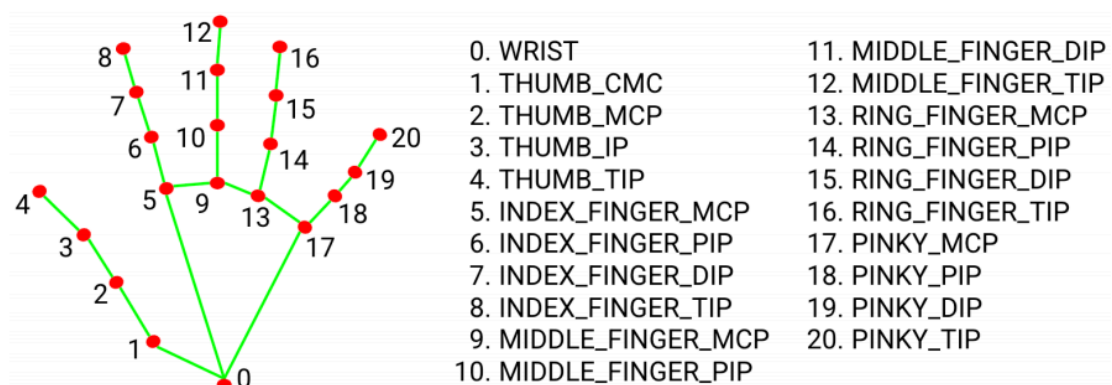 12
16
8
11
7
15
10
20
6
14
19
4
5
9
13
18
3
17
2
1
0
0. WRIST
1. THUMB_CMC
2. THUMB_MCP
3. THUMB_IP
4. THUMB_TIP
5. INDEX_FINGER_MCP
6. INDEX_FINGER_PIP
7. INDEX_FINGER_DIP
8. INDEX_FINGER_TIP
9. MIDDLE_FINGER_MCP
10. MIDDLE_FINGER_PIP
11. MIDDLE_FINGER_DIP
12. MIDDLE_FINGER_TIP
13. RING_FINGER_MCP
14. RING_FINGER_PIP
15. RING_FINGER_DIP
16. RING_FINGER_TIP
17. PINKY_MCP
18. PINKY_PIP
19. PINKY_DIP
20. PINKY_TIP